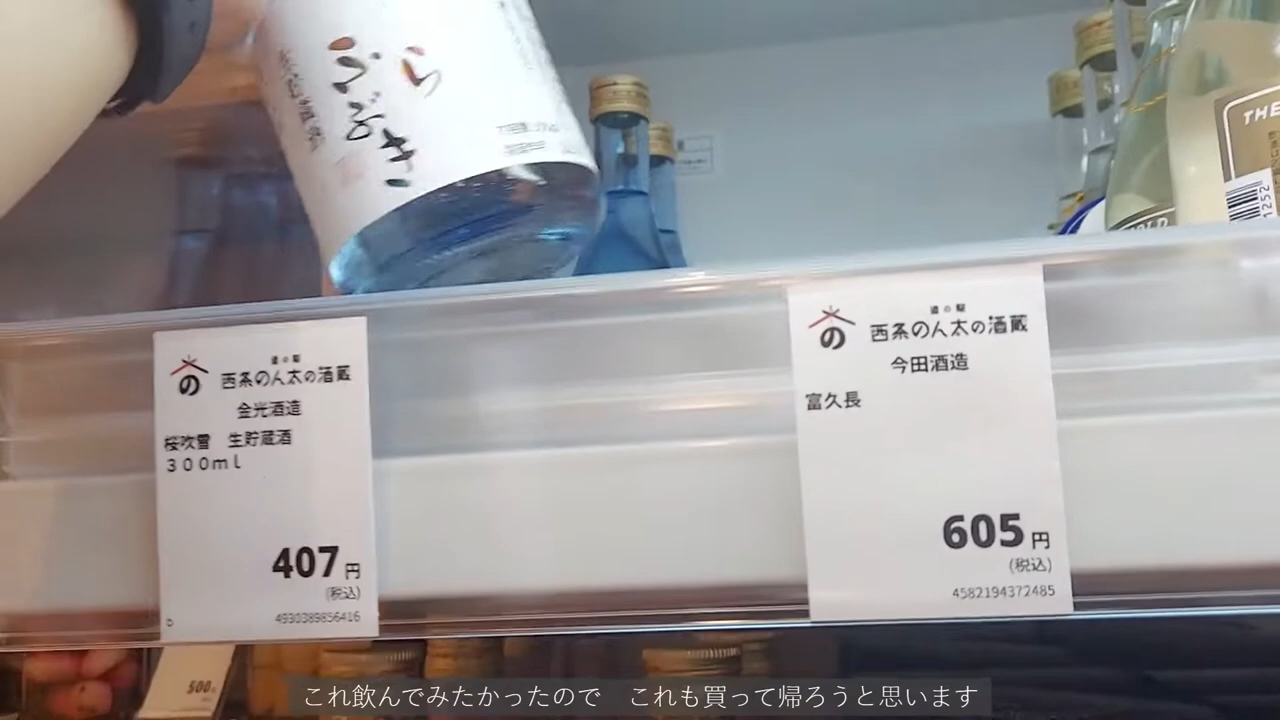 ら
ぶき
THE
1252
道の駅
西条のん太の酒蔵
金光酒造
桜吹雪　生貯蔵酒
３００ｍｌ
407円
(税込)
4930389856416
道の駅
西条のん太の酒蔵
今田酒造
富久長
605円
(税込)
4582194372485
500
これ飲んでみたかったので　これも買って帰ろうと思います